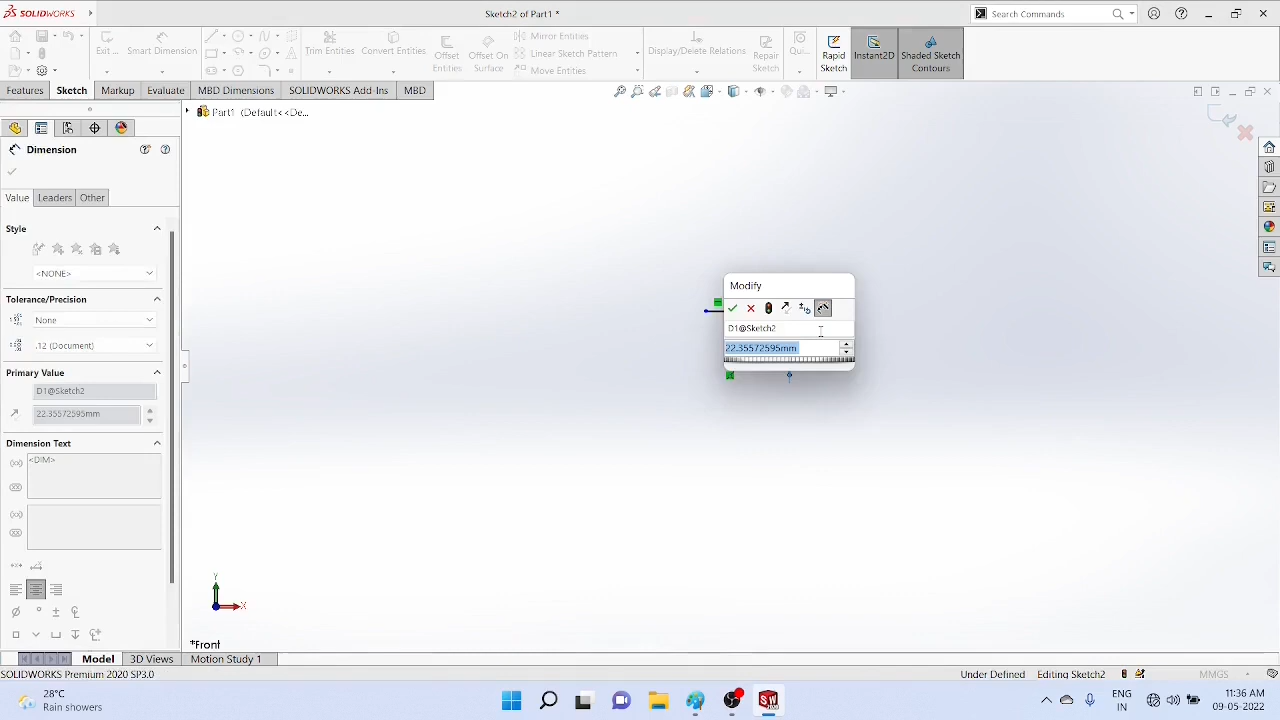 SOLIDWORKS
Sketch2 of Part1 *
Search Commands
Exit ...
Smart Dimension
Trim Entities
Convert Entities
Offset Entities
Offset On Surface
Mirror Entities
Linear Sketch Pattern
Move Entities
Display/Delete Relations
Repair Sketch
Qui...
Rapid Sketch
Instant2D
Shaded Sketch Contours
Features
Sketch
Markup
Evaluate
MBD Dimensions
SOLIDWORKS Add-Ins
MBD
Part1 (Default<<De...
Dimension
Value
Leaders
Other
Style
<NONE>
Tolerance/Precision
None
.12 (Document)
Primary Value
D1@Sketch2
22.35572595mm
Dimension Text
<DIM>
Modify
D1@Sketch2
22.35572595mm
Y
X
*Front
Model
3D Views
Motion Study 1
SOLIDWORKS Premium 2020 SP3.0
Under Defined
Editing Sketch2
MMGS
28°C
Rain showers
ENG
IN
11:36 AM
09-05-2022